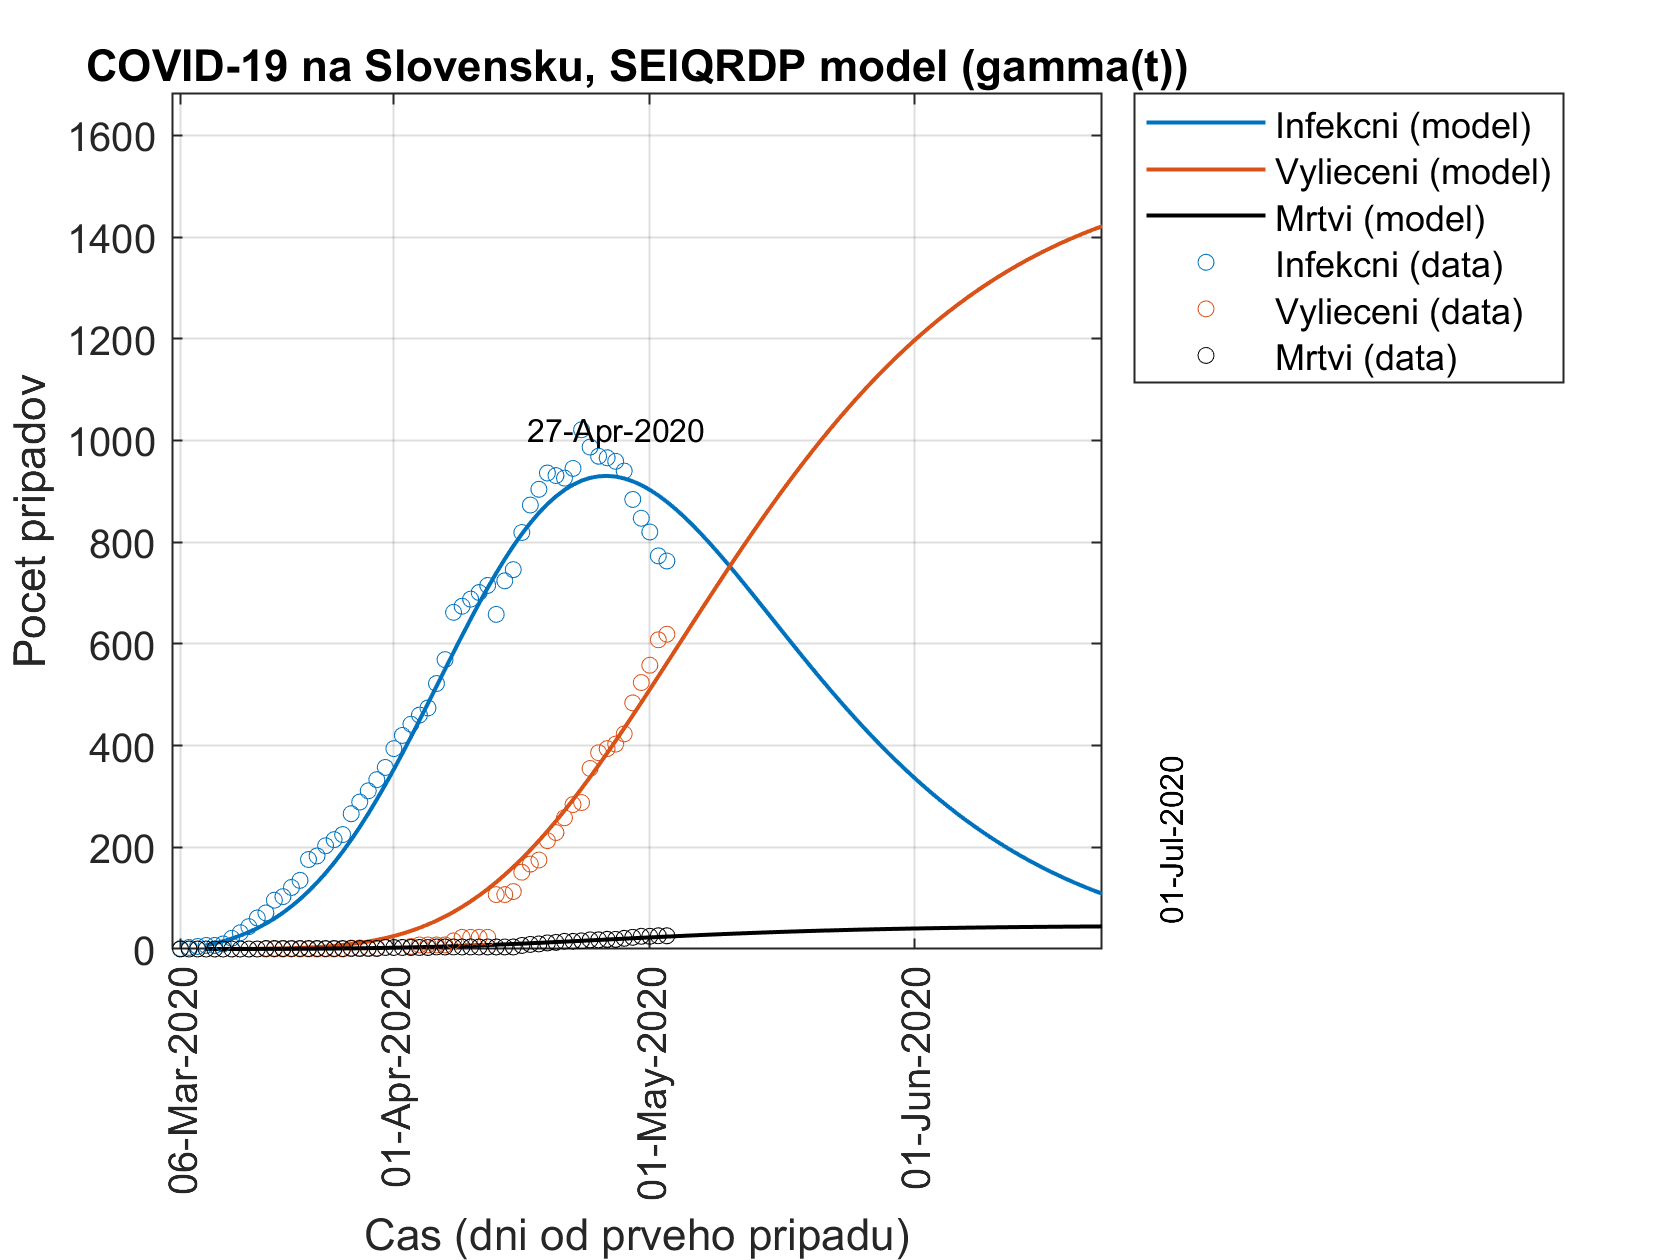 COVID-19 na Slovensku, SEIQRDP model (gamma(t))
Infekcni (model)
Vylieceni (model)
Mrtvi (model)
Infekcni (data)
Vylieceni (data)
Mrtvi (data)
1600
1400
1200
1000
800
600
400
200
0
Pocet pripadov
27-Apr-2020
01-Jul-2020
06-Mar-2020
01-Apr-2020
01-May-2020
01-Jun-2020
Cas (dni od prveho pripadu)